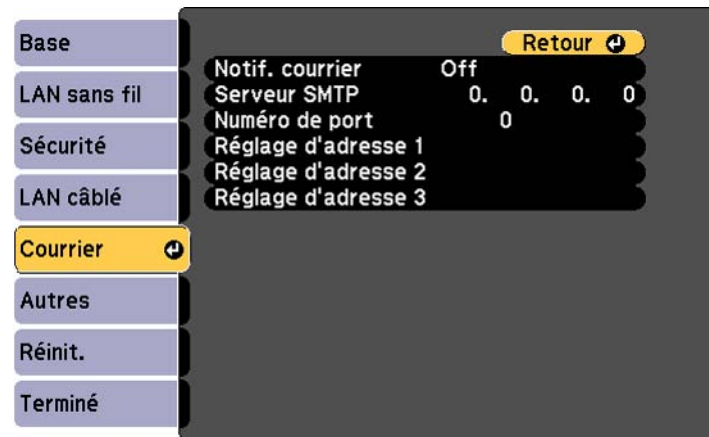 Base
LAN sans fil
Sécurité
LAN câblé
Courrier
Autres
Réinit.
Terminé
Retour
Notif. courrier Off
Serveur SMTP 0. 0. 0. 0
Numéro de port 0
Réglage d'adresse 1
Réglage d'adresse 2
Réglage d'adresse 3